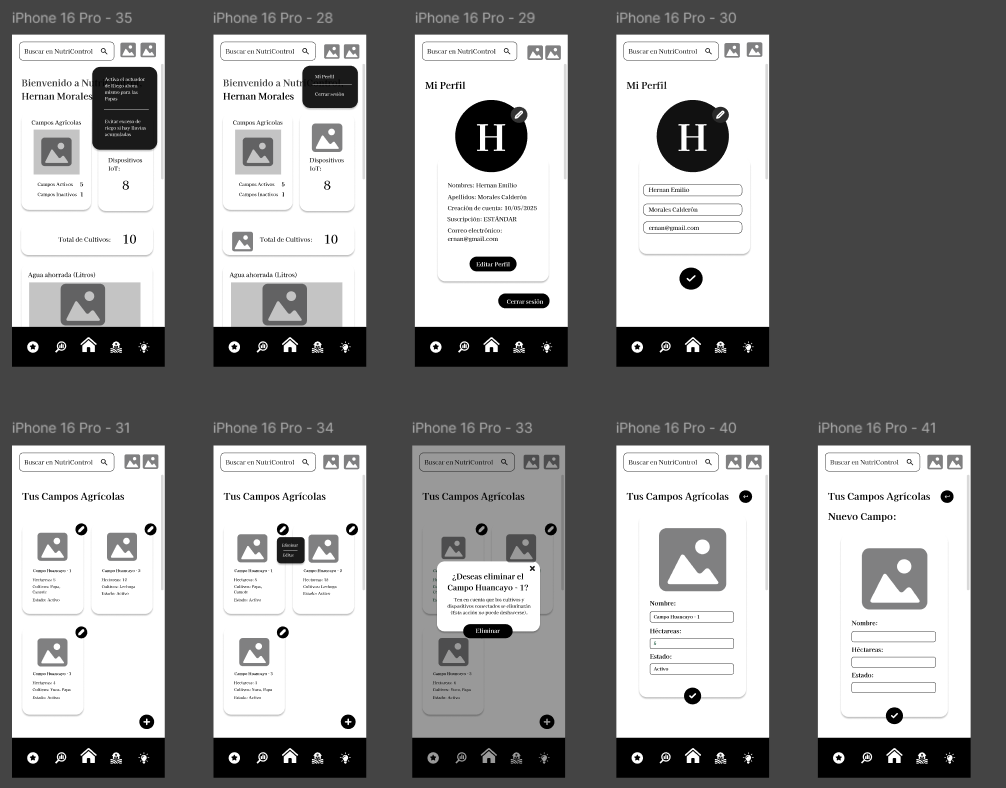 iPhone 16 Pro - 35
Buscar en NutriControl
Bienvenido a Nu
Hernan Morales
Activa el actuador
de Riego ahora
mismo para las
Papas
Evitar exceso de
riego si hay lluvias
acumuladas
Campos Agrícolas
Campos Activos 5
Campos Inactivos 1
Dispositivos
IoT:
8
Total de Cultivos: 10
Agua ahorrada (Litros)
iPhone 16 Pro - 28
Buscar en NutriControl
Bienvenido a Nut
Hernan Morales
Mi Perfil
Cerrar sesión
Campos Agrícolas
Campos Activos 5
Campos Inactivos 1
Dispositivos
IoT:
8
Total de Cultivos: 10
Agua ahorrada (Litros)
iPhone 16 Pro - 29
Buscar en NutriControl
Mi Perfil
H
Nombres: Hernan Emilio
Apellidos: Morales Calderón
Creación de cuenta: 10/05/2025
Suscripción: ESTÁNDAR
Correo electrónico:
ernan@gmail.com
Editar Perfil
Cerrar sesión
iPhone 16 Pro - 30
Buscar en NutriControl
Mi Perfil
H
Hernan Emilio
Morales Calderón
ernan@gmail.com
iPhone 16 Pro - 31
Buscar en NutriControl
Tus Campos Agrícolas
Campo Huancayo - 1
Hectareas: 5
Cultivos: Papa,
Camote
Estado: Activo
Campo Huancayo - 2
Hectareas: 12
Cultivos: Lechuga
Estado: Activo
Campo Huancayo - 3
Hectareas: 3
Cultivos: Yuca, Papa
Estado: Activo
iPhone 16 Pro - 34
Buscar en NutriControl
Tus Campos Agrícolas
Eliminar
Editar
Campo Huancayo - 1
Hectareas: 5
Cultivos: Papa,
Camote
Estado: Activo
Campo Huancayo - 2
Hectareas: 12
Cultivos: Lechuga
Estado: Activo
Campo Huancayo - 3
Hectareas: 3
Cultivos: Yuca, Papa
Estado: Activo
iPhone 16 Pro - 33
Buscar en NutriControl
Tus Campos Agrícolas
¿Deseas eliminar el
Campo Huancayo - 1?
Ten en cuenta que los cultivos y
dispositivos conectados se eliminarán
(Esta acción no puede deshacerse).
Eliminar
Campo Huancayo - 3
Cultivos: Yuca, Papa
Estado: Activo
iPhone 16 Pro - 40
Buscar en NutriControl
Tus Campos Agrícolas
Nombre:
Campo Huancayo - 1
Héctareas:
5
Estado:
Activo
iPhone 16 Pro - 41
Buscar en NutriControl
Tus Campos Agrícolas
Nuevo Campo:
Nombre:
Héctareas:
Estado: